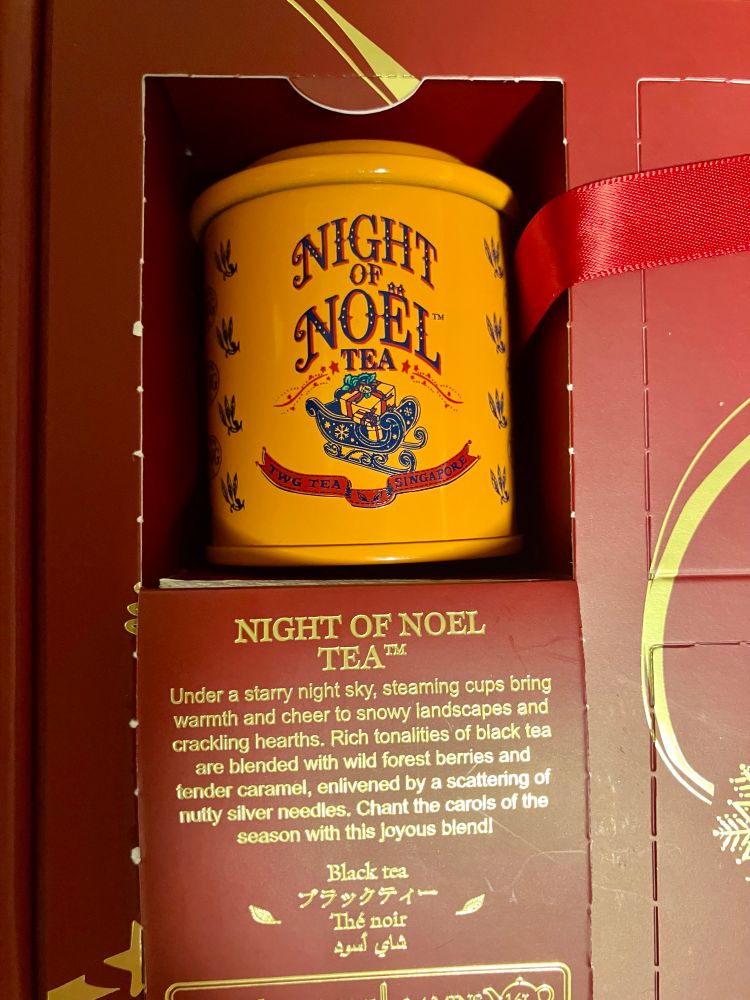 NIGHT
OF
NOËL™
TEA
TWG TEA SINGAPORE
NIGHT OF NOEL
TEA™
Under a starry night sky, steaming cups bring
warmth and cheer to snowy landscapes and
crackling hearths. Rich tonalities of black tea
are blended with wild forest berries and
tender caramel, enlivened by a scattering of
nutty silver needles. Chant the carols of the
season with this joyous blend!
Black tea
ブラックティー
Thé noir
شاي أسود